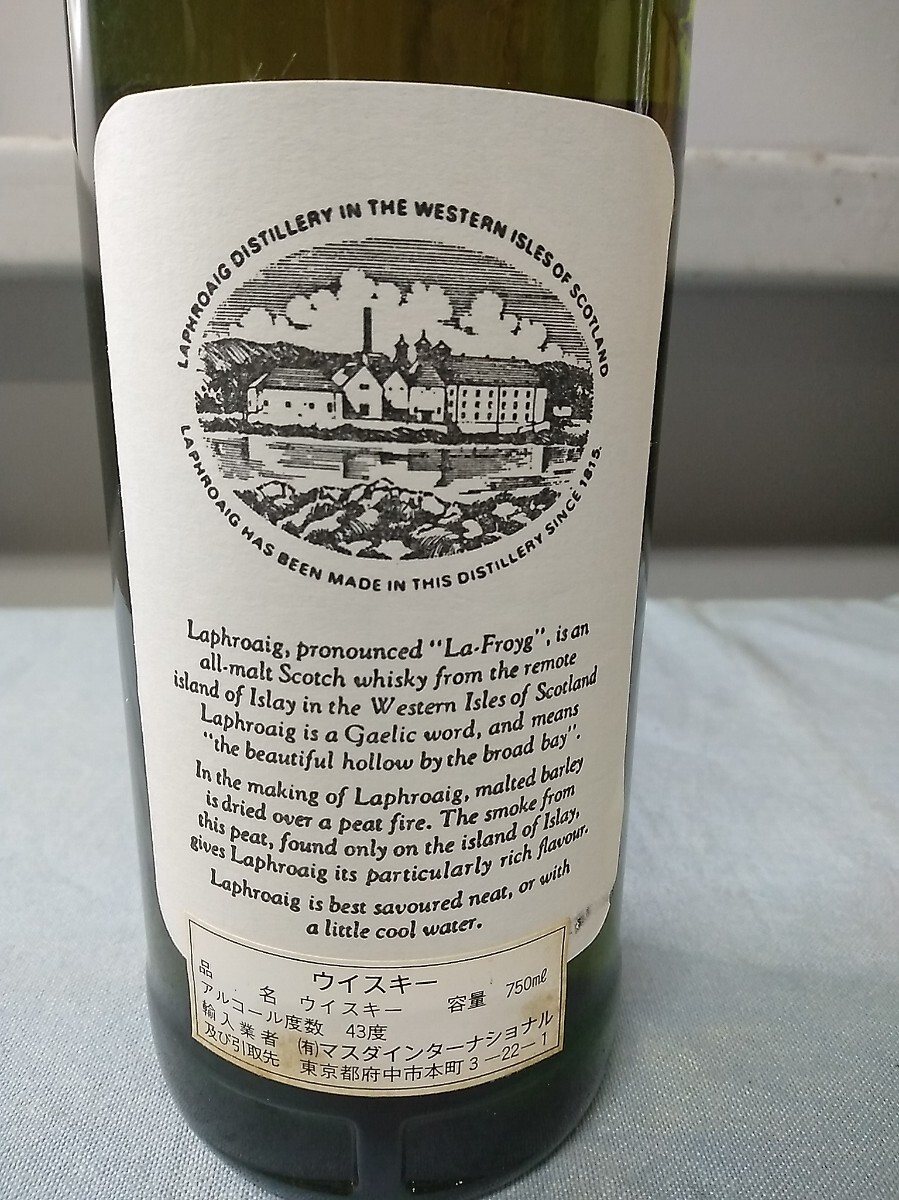 LAPHROAIG DISTILLERY IN THE WESTERN ISLES OF SCOTLAND
LAPHROAIG HAS BEEN MADE IN THIS DISTILLERY SINCE 1815.
Laphroaig, pronounced "La-Froyg", is an
all-malt Scotch whisky from the remote
island of Islay in the Western Isles of Scotland
Laphroaig is a Gaelic word, and means
"the beautiful hollow by the broad bay".
In the making of Laphroaig, malted barley
is dried over a peat fire. The smoke from
this peat, found only on the island of Islay,
gives Laphroaig its particularly rich flavour.
Laphroaig is best savoured neat, or with
a little cool water.
ウイスキー
品名 ウイスキー 容量 750ml
アルコール度数 43度
輸入業者 (有)マスダインターナショナル
及び引取先 東京都府中市本町3-22-1